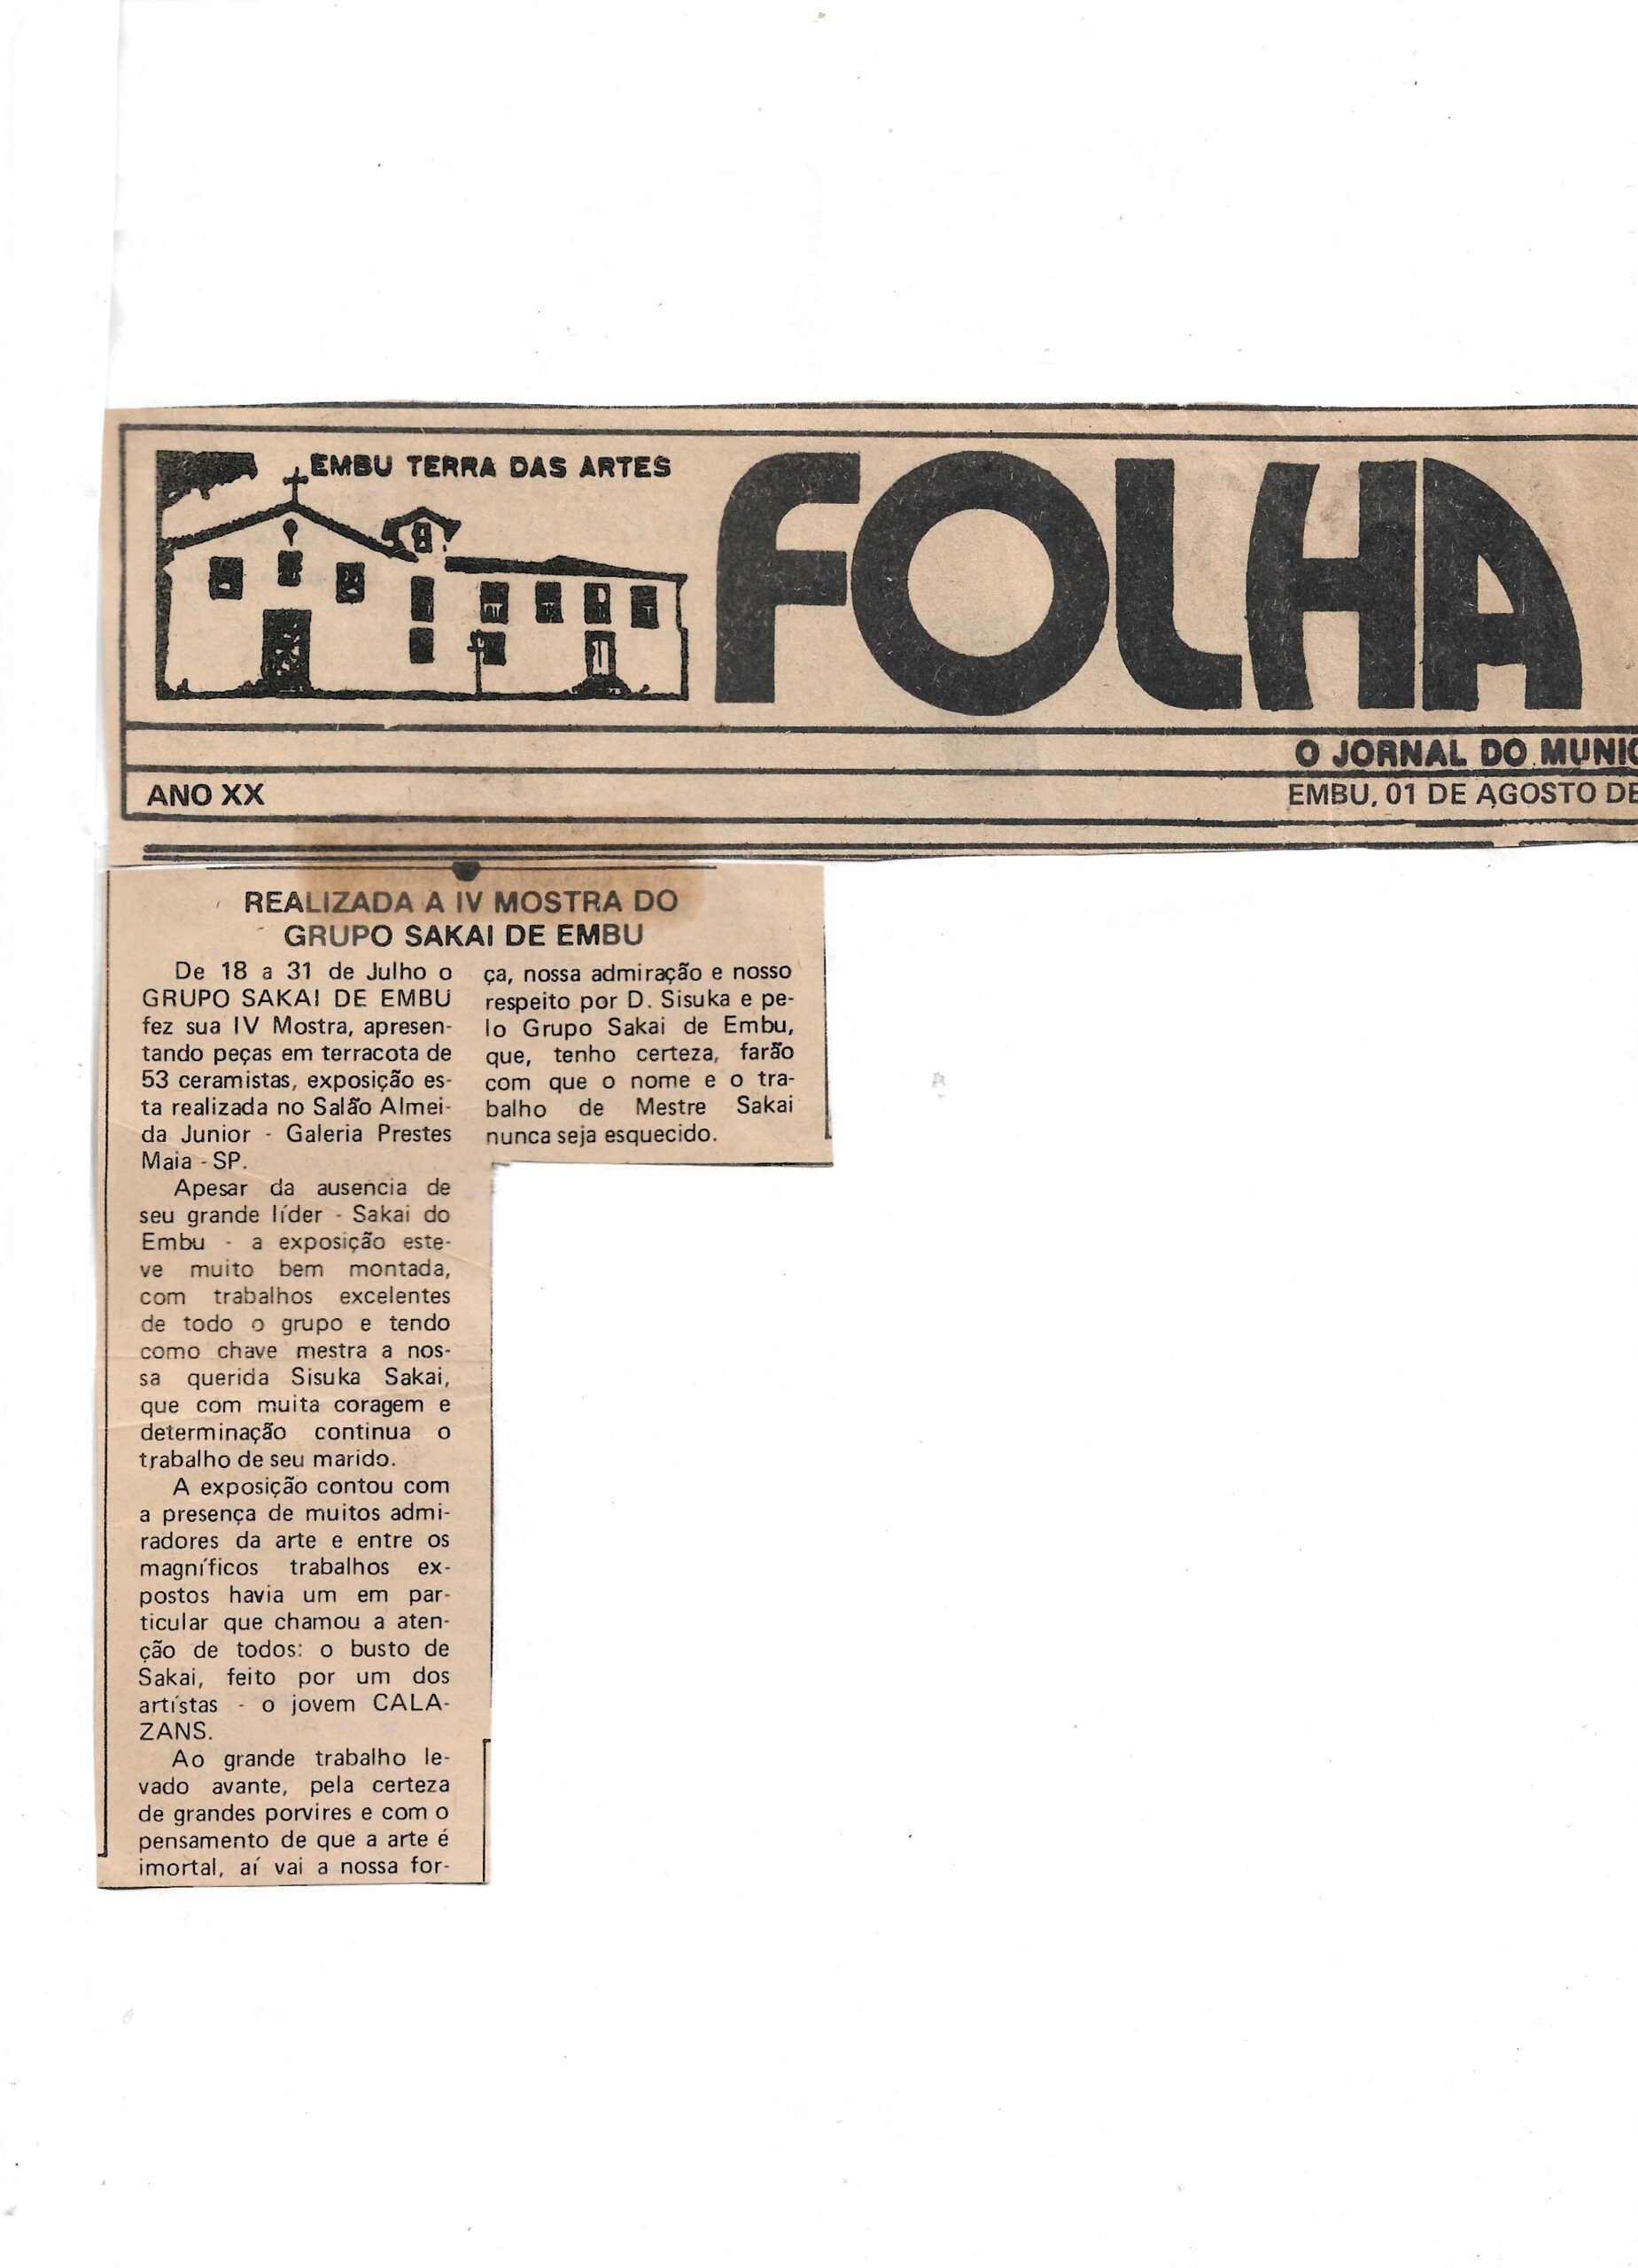 EMBU TERRA DAS ARTES
FOLHA
O JORNAL DO
ANO XX
EMBU, 01 DE AGOSTO DE
REALIZADA A IV MOSTRA DO
GRUPO SAKAI DE EMBU
De 18 a 31 de Julho o
GRUPO SAKAI DE EMBU
fez sua IV Mostra, apresen-
tando peças em terracota de
53 ceramistas, exposição es-
ta realizada no Salão Almei-
da Junior - Galeria Prestes
Maia - SP.
Apesar da ausencia de
seu grande líder - Sakai do
Embu - a exposição este-
ve muito bem montada,
com trabalhos excelentes
de todo o grupo e tendo
como chave mestra a nos-
sa querida Sisuka Sakai,
que com muita coragem e
determinação continua o
trabalho de seu marido.
A exposição contou com
a presença de muitos admi-
radores da arte e entre os
magníficos trabalhos ex-
postos havia um em par-
ticular que chamou a aten-
ção de todos: o busto de
Sakai, feito por um dos
artístas - o jovem CALA-
ZANS.
Ao grande trabalho le-
vado avante, pela certeza
de grandes porvires e com o
pensamento de que a arte é
imortal, aí vai a nossa for-
ça, nossa admiração e nosso
respeito por D. Sisuka e pe-
lo Grupo Sakai de Embu,
que, tenho certeza, farão
com que o nome e o tra-
balho de Mestre Sakai
nunca seja esquecido.